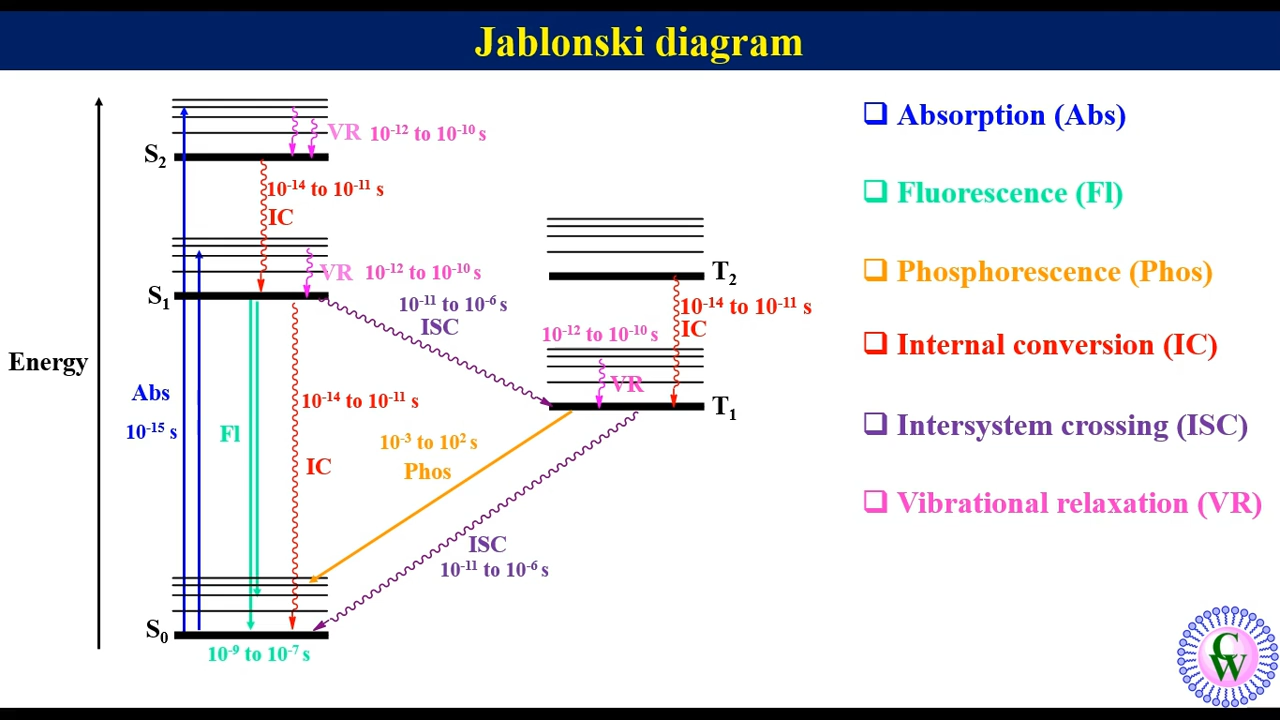 Jablonski diagram
VR 10⁻¹² to 10⁻¹⁰ s
S₂
10⁻¹⁴ to 10⁻¹¹ s
IC
VR 10⁻¹² to 10⁻¹⁰ s
S₁
10⁻¹¹ to 10⁻⁶ s
ISC
T₂
10⁻¹⁴ to 10⁻¹¹ s
IC
10⁻¹² to 10⁻¹⁰ s
VR
T₁
Energy
Abs
10⁻¹⁵ s
Fl
10⁻¹⁴ to 10⁻¹¹ s
IC
10⁻³ to 10² s
Phos
ISC
10⁻¹¹ to 10⁻⁶ s
S₀
10⁻⁹ to 10⁻⁷ s
Absorption (Abs)
Fluorescence (Fl)
Phosphorescence (Phos)
Internal conversion (IC)
Intersystem crossing (ISC)
Vibrational relaxation (VR)
CW